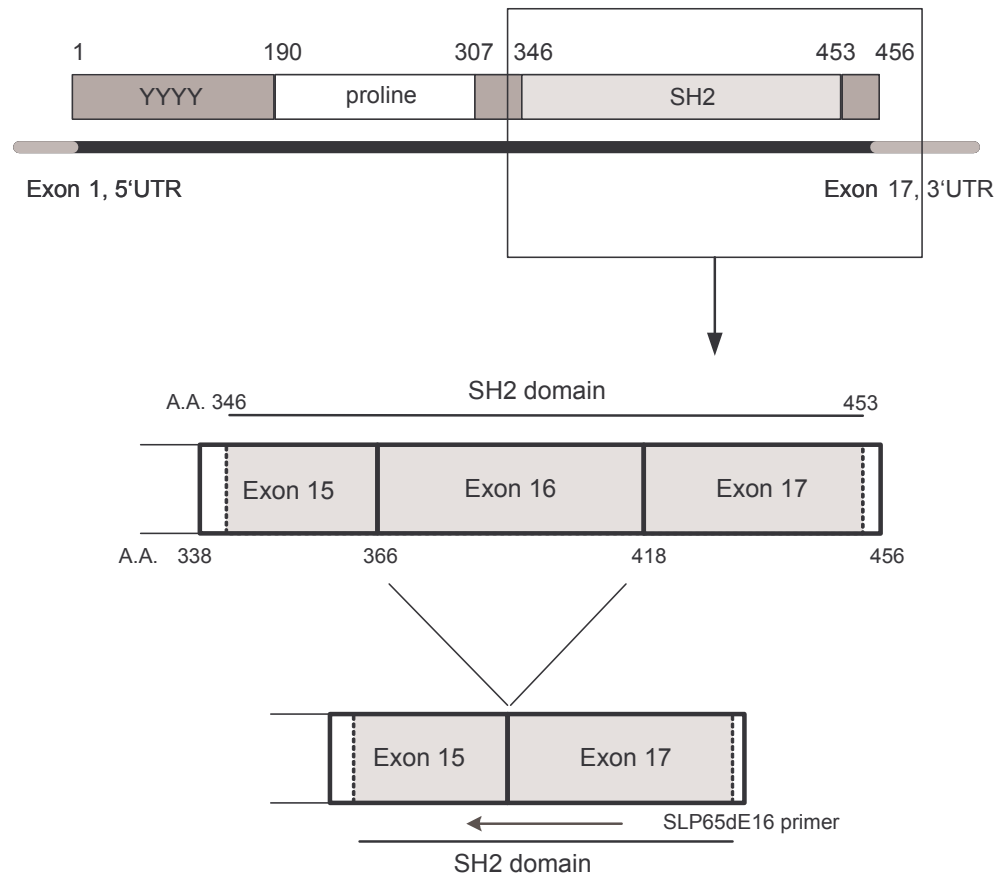 1 190 307 346 453 456
YYYY proline SH2
Exon 1, 5‘UTR Exon 17, 3‘UTR
SH2 domain
A.A. 346 453
Exon 15 Exon 16 Exon 17
A.A. 338 366 418 456
Exon 15 Exon 17
SLP65dE16 primer
SH2 domain